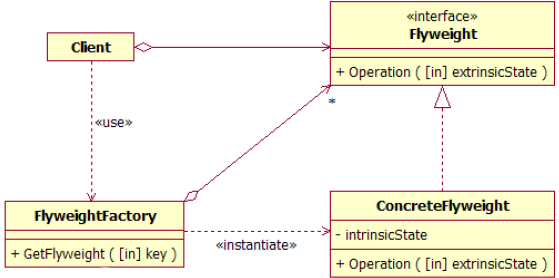 «interface»
Flyweight
Client
+ Operation ( [in] extrinsicState )
*
«use»
FlyweightFactory
ConcreteFlyweight
- intrinsicState
«instantiate»
+ GetFlyweight ( [in] key )
+ Operation ( [in] extrinsicState )